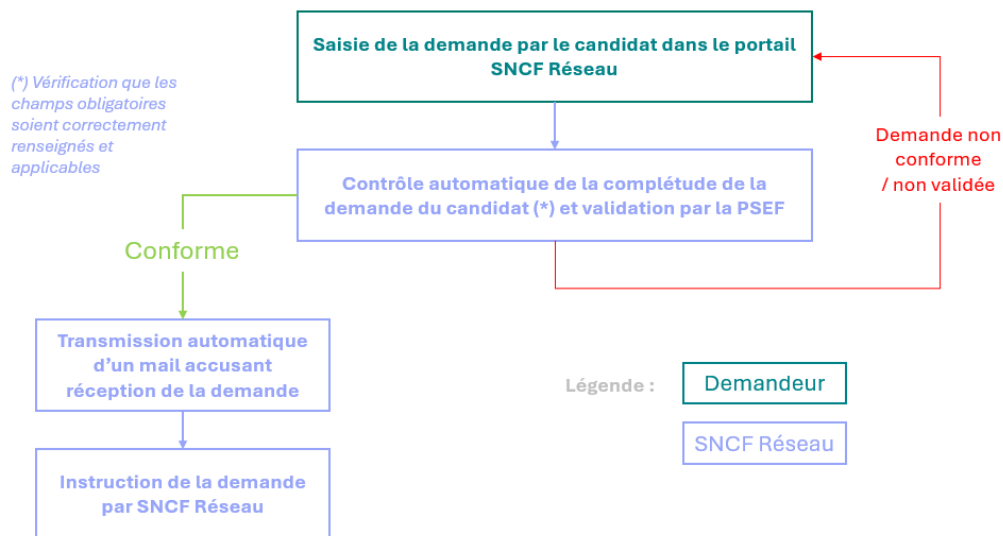 Saisie de la demande par le candidat dans le portail
SNCF Réseau
(*) Vérification que les
champs obligatoires
soient correctement
renseignés et
applicables
Demande non
conforme
/ non validée
Contrôle automatique de la complétude de la
demande du candidat (*) et validation par la PSEF
Conforme
Transmission automatique
d'un mail accusant
réception de la demande
Légende :
Demandeur
SNCF Réseau
Instruction de la demande
par SNCF Réseau